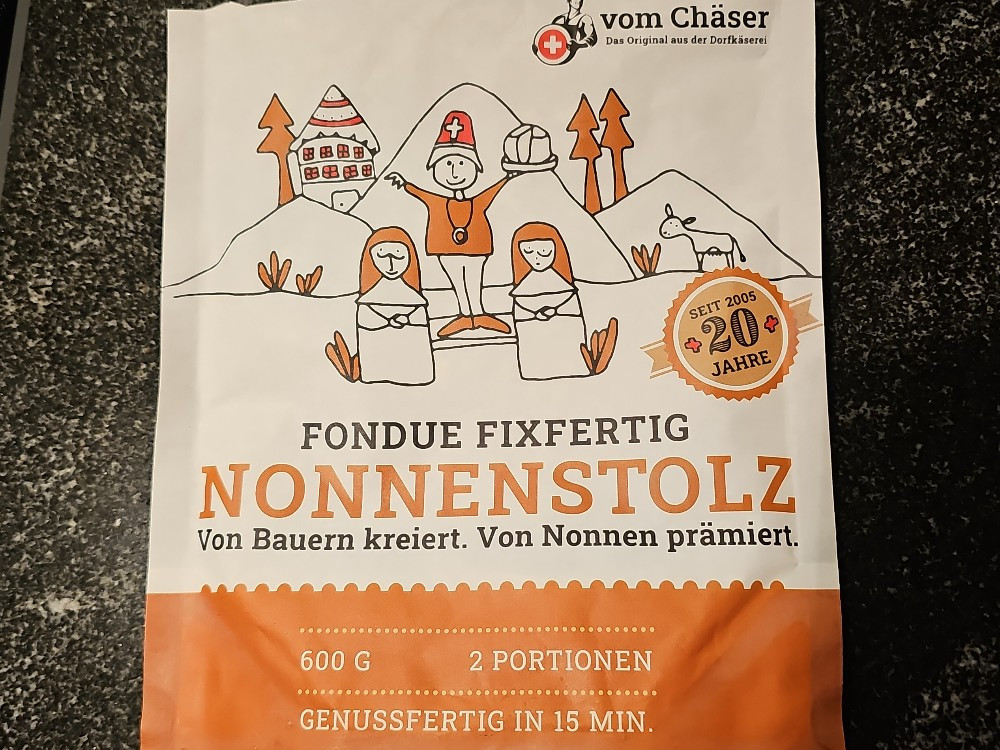 vom Chäser
Das Original aus der Dorfkäserei
SEIT 2005
20
JAHRE
FONDUE FIXFERTIG
NONNENSTOLZ
Von Bauern kreiert. Von Nonnen prämiert.
600 G 2 PORTIONEN
GENUSSFERTIG IN 15 MIN.